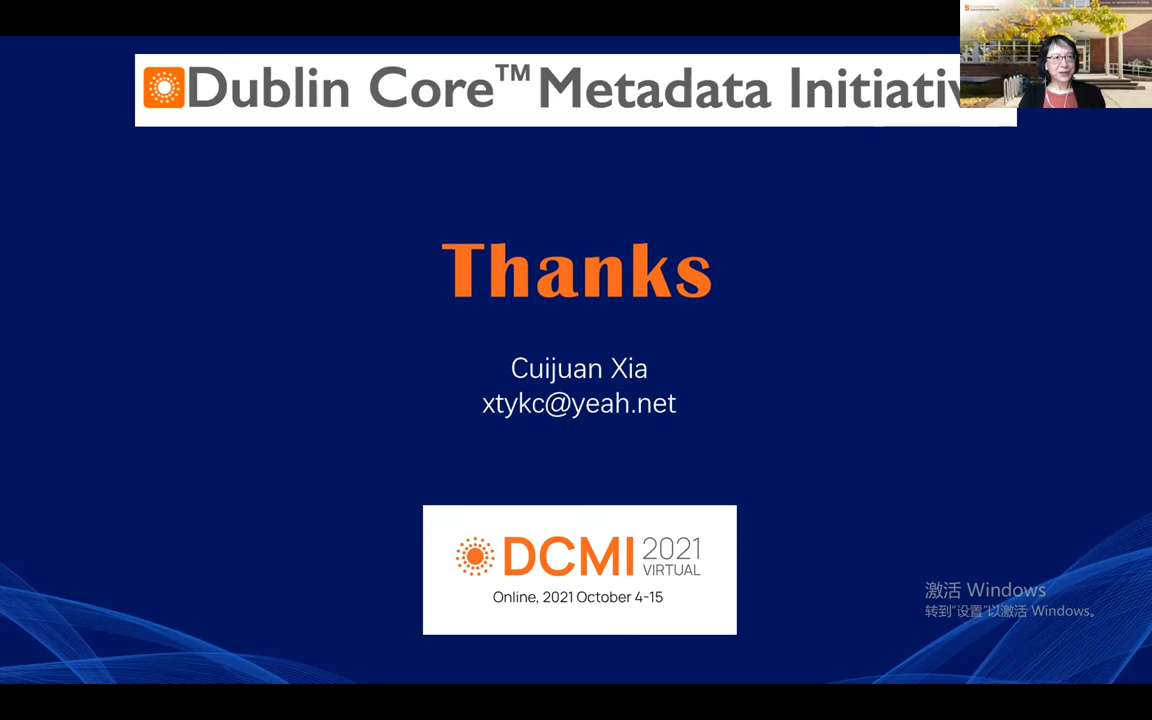 Dublin Core™ Metadata Initiativ
Thanks
Cuijuan Xia
xtykc@yeah.net
DCMI 2021
VIRTUAL
Online, 2021 October 4-15
激活 Windows
转到"设置"以激活 Windows。